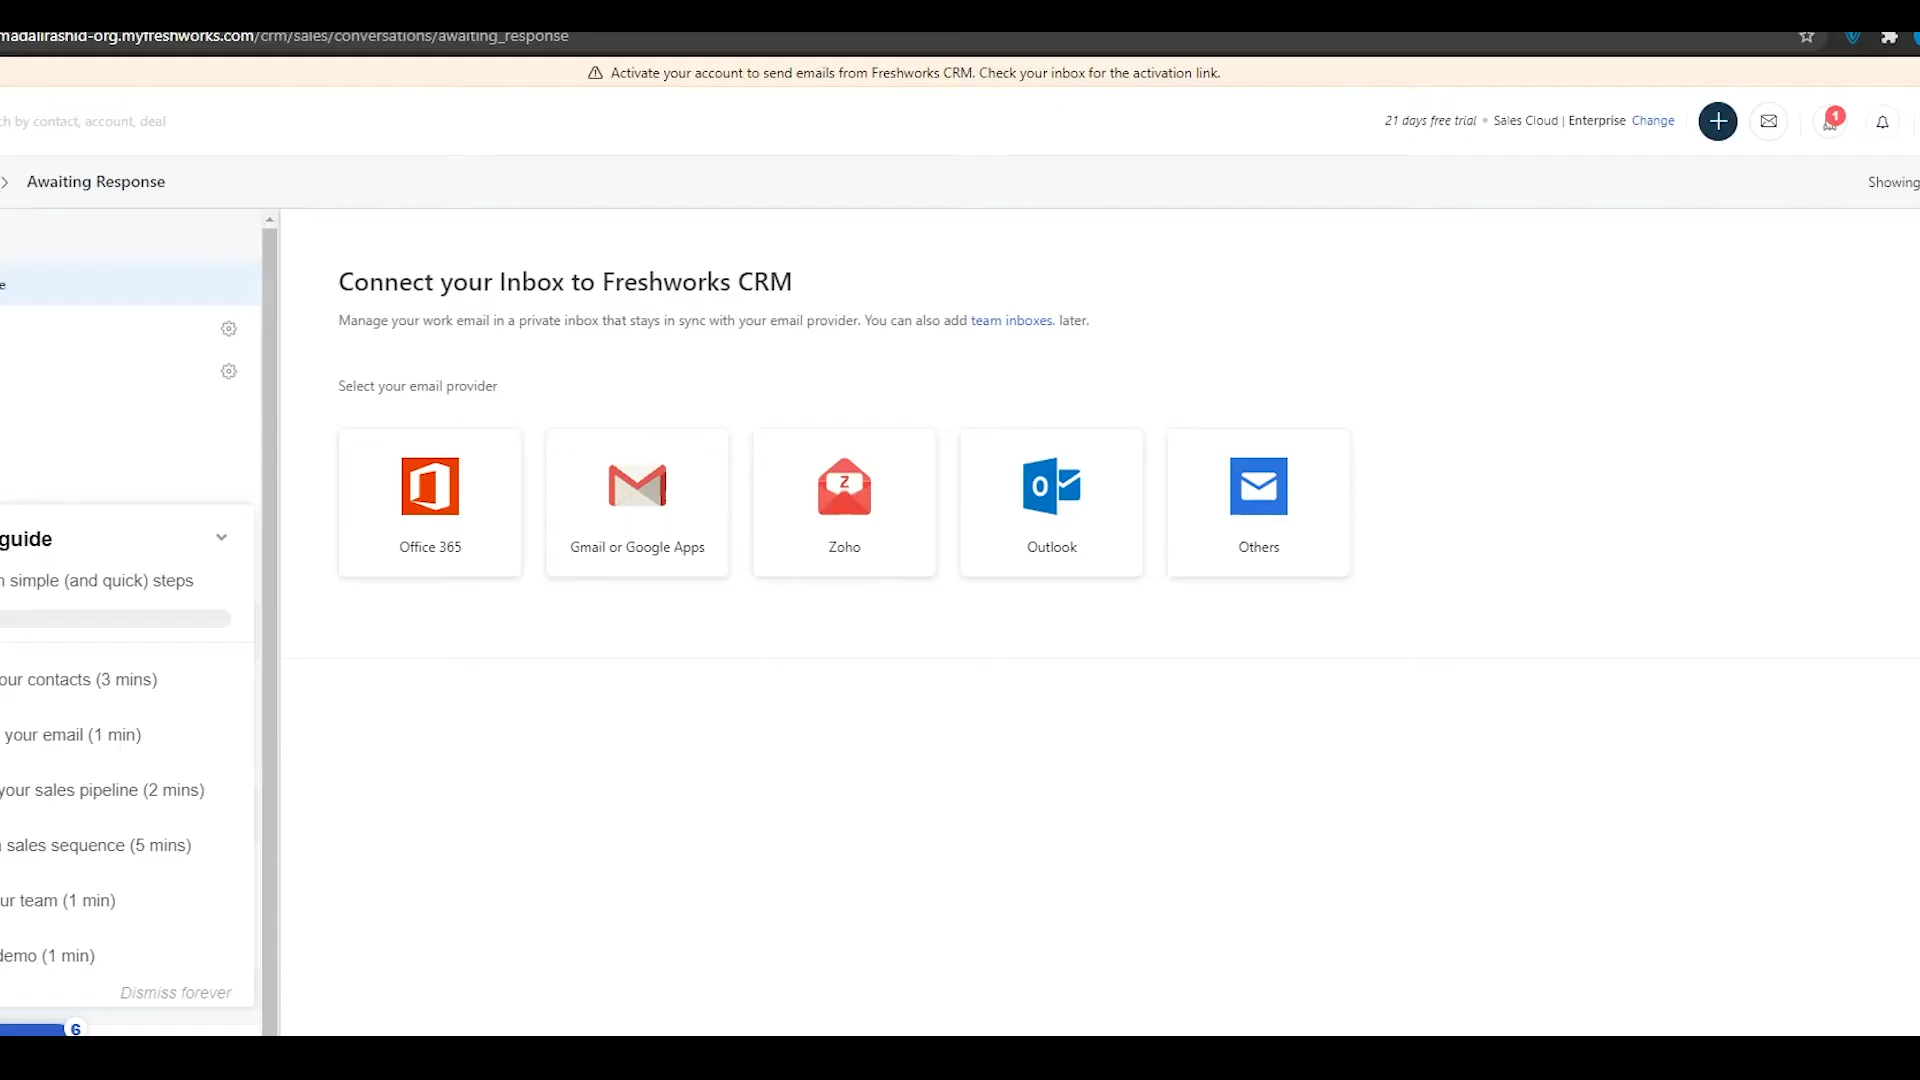 madalirashid-org.myfreshworks.com/crm/sales/conversations/awaiting_response
Activate your account to send emails from Freshworks CRM. Check your inbox for the activation link.
ch by contact, account, deal
21 days free trial • Sales Cloud | Enterprise Change
1
Awaiting Response
Showing
e
Connect your Inbox to Freshworks CRM
Manage your work email in a private inbox that stays in sync with your email provider. You can also add team inboxes. later.
Select your email provider
Office 365
Gmail or Google Apps
Z
Zoho
O
Outlook
Others
guide
n simple (and quick) steps
our contacts (3 mins)
your email (1 min)
your sales pipeline (2 mins)
sales sequence (5 mins)
ur team (1 min)
demo (1 min)
Dismiss forever
6